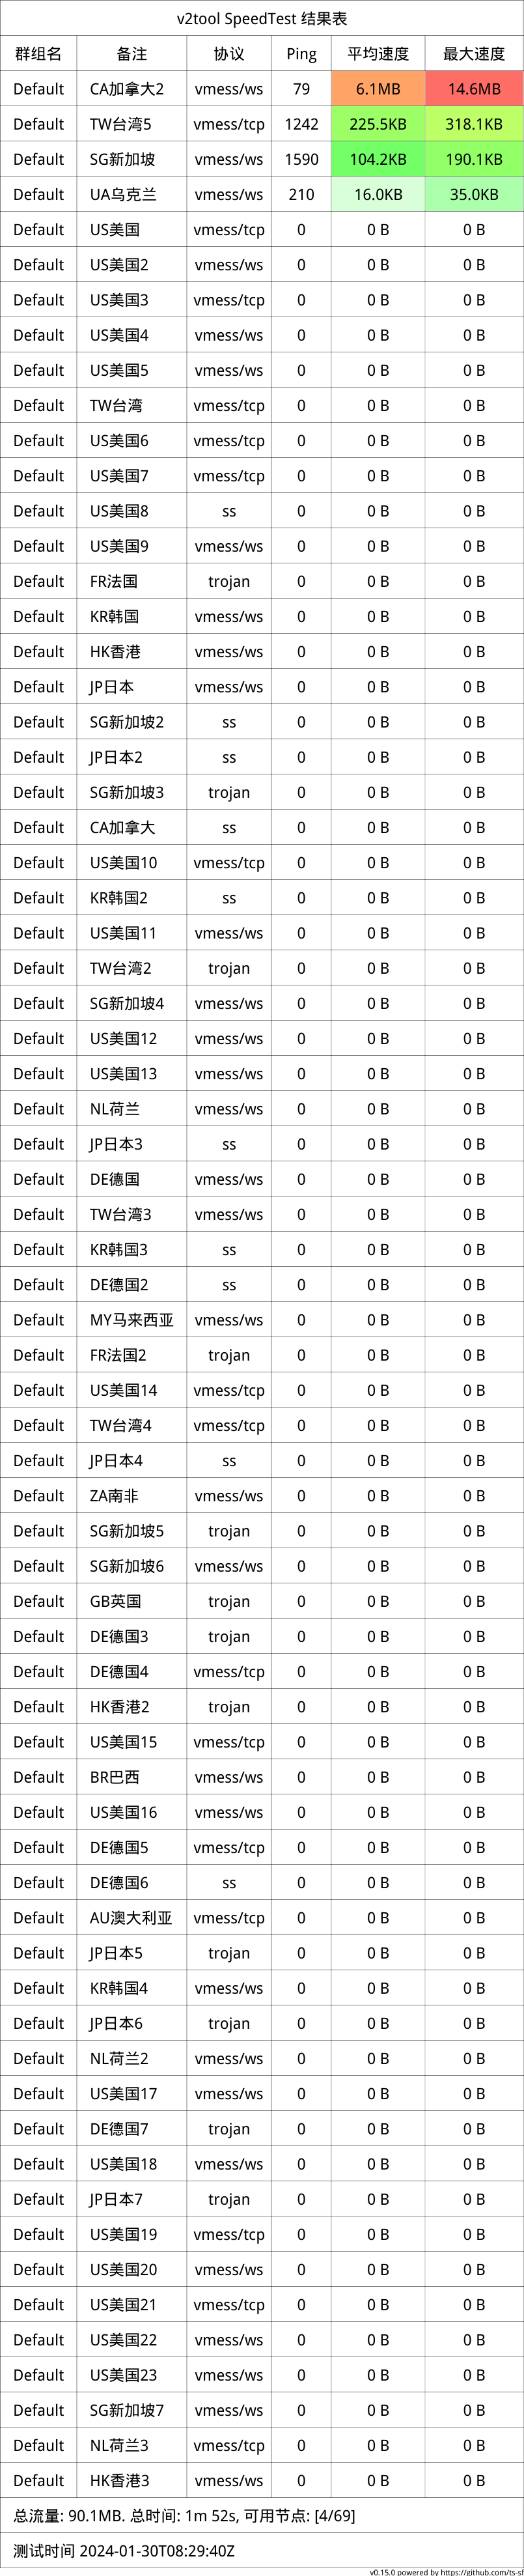 v2tool SpeedTest 结果表
群组名 备注 协议 Ping 平均速度 最大速度
Default CA加拿大2 vmess/ws 79 6.1MB 14.6MB
Default TW台湾5 vmess/tcp 1242 225.5KB 318.1KB
Default SG新加坡 vmess/ws 1590 104.2KB 190.1KB
Default UA乌克兰 vmess/ws 210 16.0KB 35.0KB
Default US美国 vmess/tcp 0 0 B 0 B
Default US美国2 vmess/ws 0 0 B 0 B
Default US美国3 vmess/tcp 0 0 B 0 B
Default US美国4 vmess/ws 0 0 B 0 B
Default US美国5 vmess/ws 0 0 B 0 B
Default TW台湾 vmess/tcp 0 0 B 0 B
Default US美国6 vmess/tcp 0 0 B 0 B
Default US美国7 vmess/tcp 0 0 B 0 B
Default US美国8 ss 0 0 B 0 B
Default US美国9 vmess/ws 0 0 B 0 B
Default FR法国 trojan 0 0 B 0 B
Default KR韩国 vmess/ws 0 0 B 0 B
Default HK香港 vmess/ws 0 0 B 0 B
Default JP日本 vmess/ws 0 0 B 0 B
Default SG新加坡2 ss 0 0 B 0 B
Default JP日本2 ss 0 0 B 0 B
Default SG新加坡3 trojan 0 0 B 0 B
Default CA加拿大 ss 0 0 B 0 B
Default US美国10 vmess/tcp 0 0 B 0 B
Default KR韩国2 ss 0 0 B 0 B
Default US美国11 vmess/ws 0 0 B 0 B
Default TW台湾2 trojan 0 0 B 0 B
Default SG新加坡4 vmess/ws 0 0 B 0 B
Default US美国12 vmess/ws 0 0 B 0 B
Default US美国13 vmess/ws 0 0 B 0 B
Default NL荷兰 vmess/ws 0 0 B 0 B
Default JP日本3 ss 0 0 B 0 B
Default DE德国 vmess/ws 0 0 B 0 B
Default TW台湾3 vmess/ws 0 0 B 0 B
Default KR韩国3 ss 0 0 B 0 B
Default DE德国2 ss 0 0 B 0 B
Default MY马来西亚 vmess/ws 0 0 B 0 B
Default FR法国2 trojan 0 0 B 0 B
Default US美国14 vmess/tcp 0 0 B 0 B
Default TW台湾4 vmess/tcp 0 0 B 0 B
Default JP日本4 ss 0 0 B 0 B
Default ZA南非 vmess/ws 0 0 B 0 B
Default SG新加坡5 trojan 0 0 B 0 B
Default SG新加坡6 vmess/ws 0 0 B 0 B
Default GB英国 trojan 0 0 B 0 B
Default DE德国3 trojan 0 0 B 0 B
Default DE德国4 vmess/tcp 0 0 B 0 B
Default HK香港2 trojan 0 0 B 0 B
Default US美国15 vmess/tcp 0 0 B 0 B
Default BR巴西 vmess/ws 0 0 B 0 B
Default US美国16 vmess/ws 0 0 B 0 B
Default DE德国5 vmess/tcp 0 0 B 0 B
Default DE德国6 ss 0 0 B 0 B
Default AU澳大利亚 vmess/tcp 0 0 B 0 B
Default JP日本5 trojan 0 0 B 0 B
Default KR韩国4 vmess/ws 0 0 B 0 B
Default JP日本6 trojan 0 0 B 0 B
Default NL荷兰2 vmess/ws 0 0 B 0 B
Default US美国17 vmess/ws 0 0 B 0 B
Default DE德国7 trojan 0 0 B 0 B
Default US美国18 vmess/ws 0 0 B 0 B
Default JP日本7 trojan 0 0 B 0 B
Default US美国19 vmess/tcp 0 0 B 0 B
Default US美国20 vmess/ws 0 0 B 0 B
Default US美国21 vmess/tcp 0 0 B 0 B
Default US美国22 vmess/ws 0 0 B 0 B
Default US美国23 vmess/ws 0 0 B 0 B
Default SG新加坡7 vmess/ws 0 0 B 0 B
Default NL荷兰3 vmess/tcp 0 0 B 0 B
Default HK香港3 vmess/ws 0 0 B 0 B
总流量: 90.1MB. 总时间: 1m 52s, 可用节点: [4/69]
测试时间 2024-01-30T08:29:40Z
v0.15.0 powered by https://github.com/ts-sf